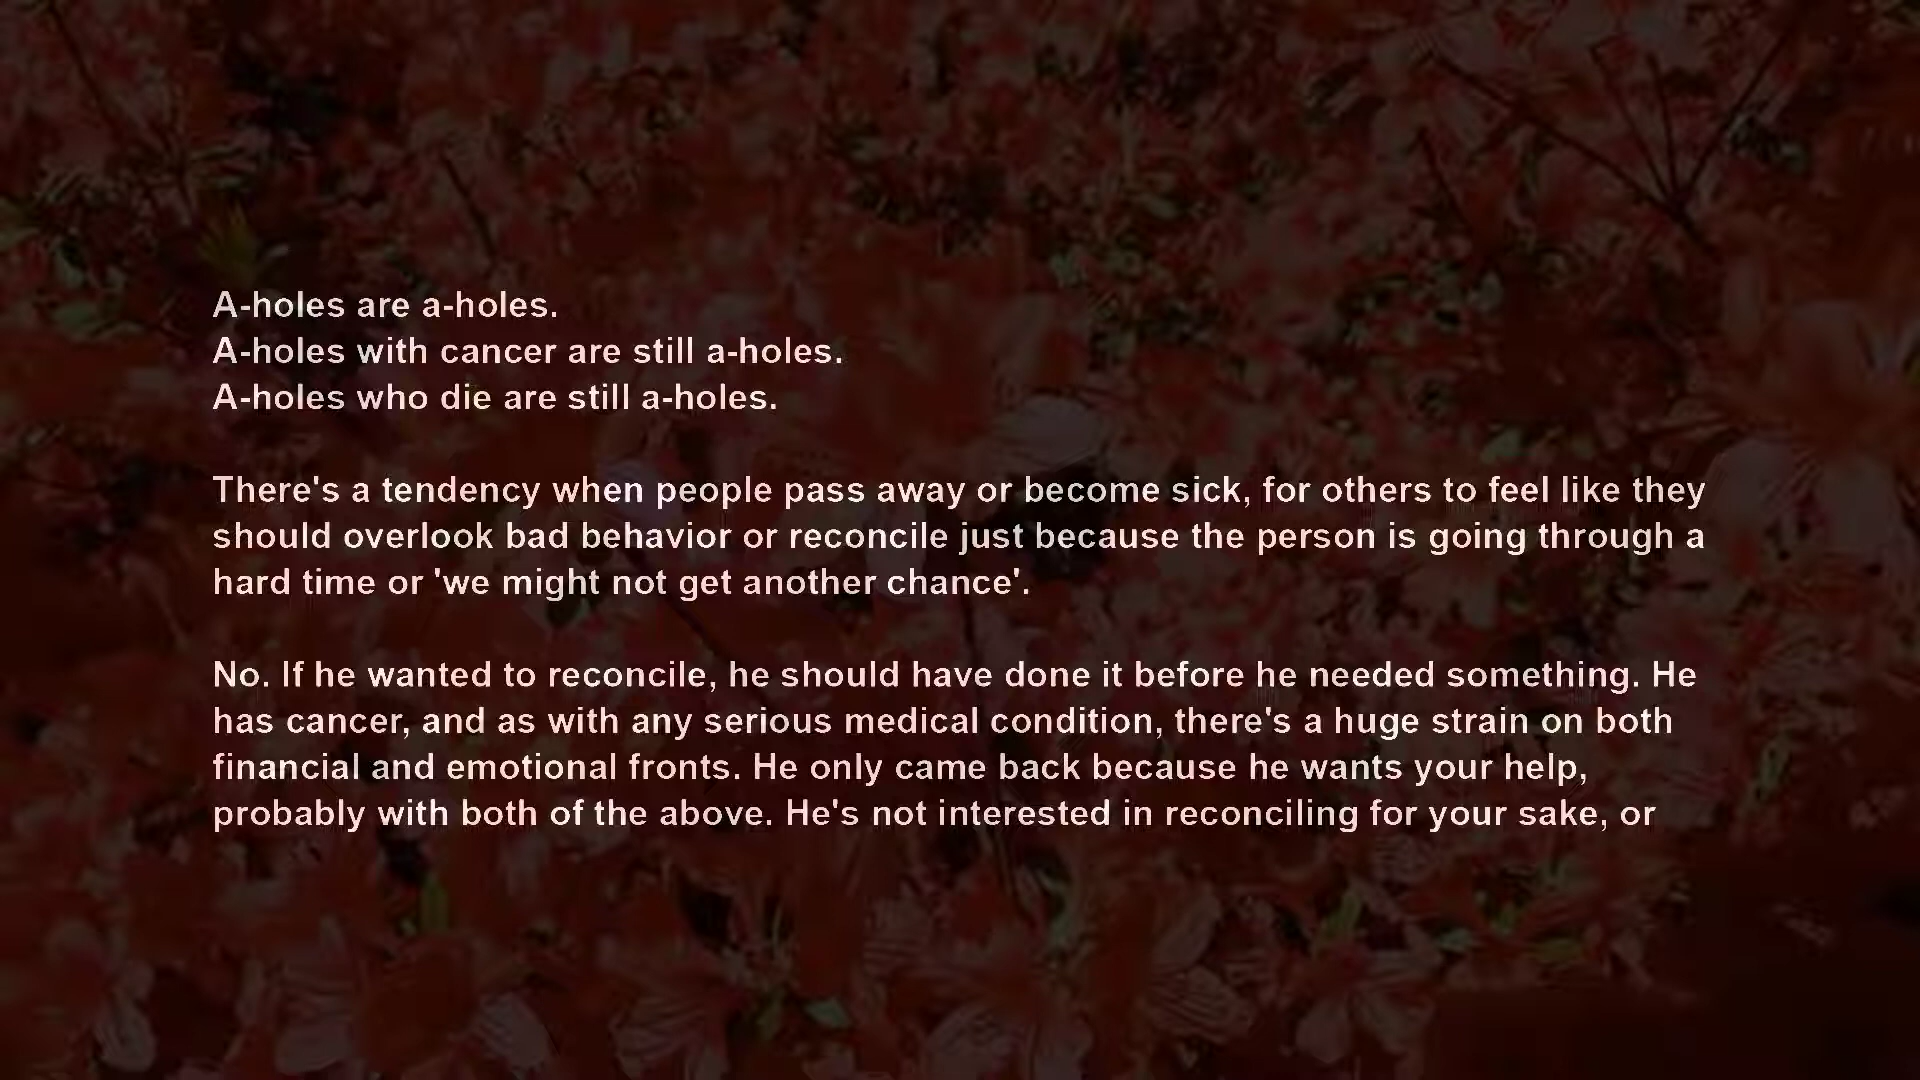 A-holes are a-holes.
A-holes with cancer are still a-holes.
A-holes who die are still a-holes.
There's a tendency when people pass away or become sick, for others to feel like they
should overlook bad behavior or reconcile just because the person is going through a
hard time or 'we might not get another chance'.
No. If he wanted to reconcile, he should have done it before he needed something. He
has cancer, and as with any serious medical condition, there's a huge strain on both
financial and emotional fronts. He only came back because he wants your help,
probably with both of the above. He's not interested in reconciling for your sake, or